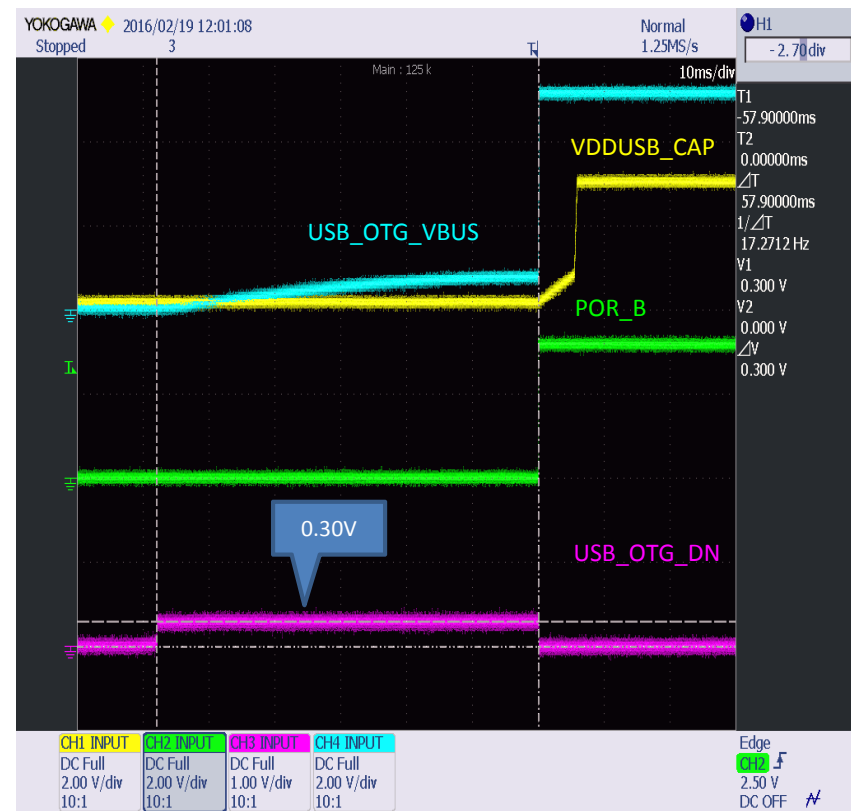 YOKOGAWA 2016/02/19 12:01:08
Normal
H1
Stopped
3
T
1.25MS/s
-2.70div
Main : 125 k
10ms/div
T1
-57.90000ms
T2
0.00000ms
⊿T
57.90000ms
1/⊿T
17.2712 Hz
V1
0.300 V
V2
0.000 V
⊿V
0.300 V
VDDUSB_CAP
USB_OTG_VBUS
POR_B
T
0.30V
USB_OTG_DN
CH1 INPUT
DC Full
2.00 V/div
10:1
CH2 INPUT
DC Full
2.00 V/div
10:1
CH3 INPUT
DC Full
1.00 V/div
10:1
CH4 INPUT
DC Full
2.00 V/div
10:1
Edge
CH2
2.50 V
DC OFF